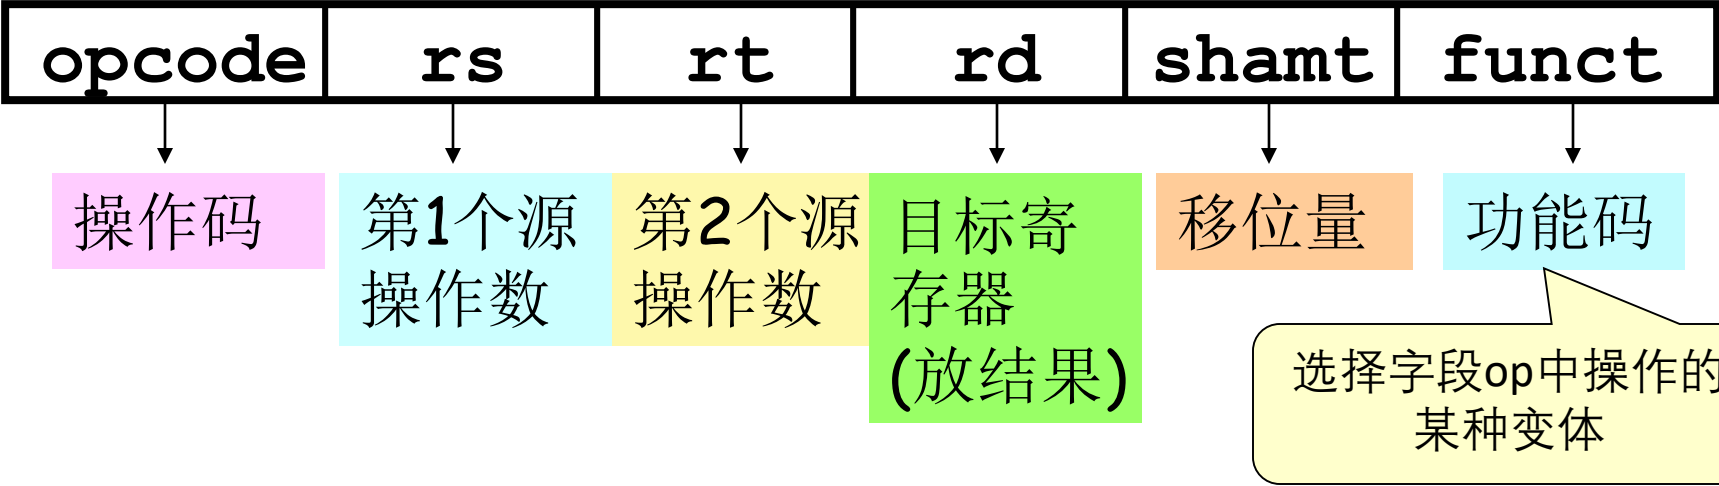 opcode rs rt rd shamt funct
操作码
第1个源
操作数
第2个源
操作数
目标寄
存器
(放结果)
移位量
功能码
选择字段op中操作的
某种变体